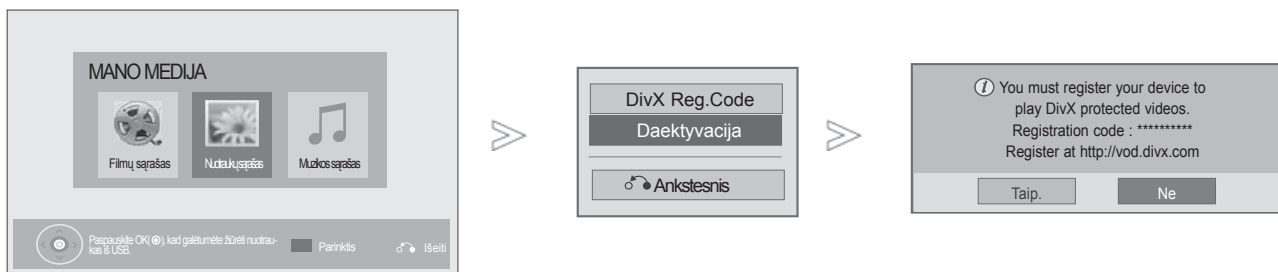 MANO MEDIJA
Filmų sąrašas
Nuotraukų sąrašas
Muzikos sąrašas
Paspauskite OK(◉), kad galėtumėte žiūrėti nuotrau-
kas iš USB.
Parinktis
Išeiti
DivX Reg.Code
Daektyvacija
Ankstesnis
You must register your device to
play DivX protected videos.
Registration code : **********
Register at http://vod.divx.com
Taip.
Ne